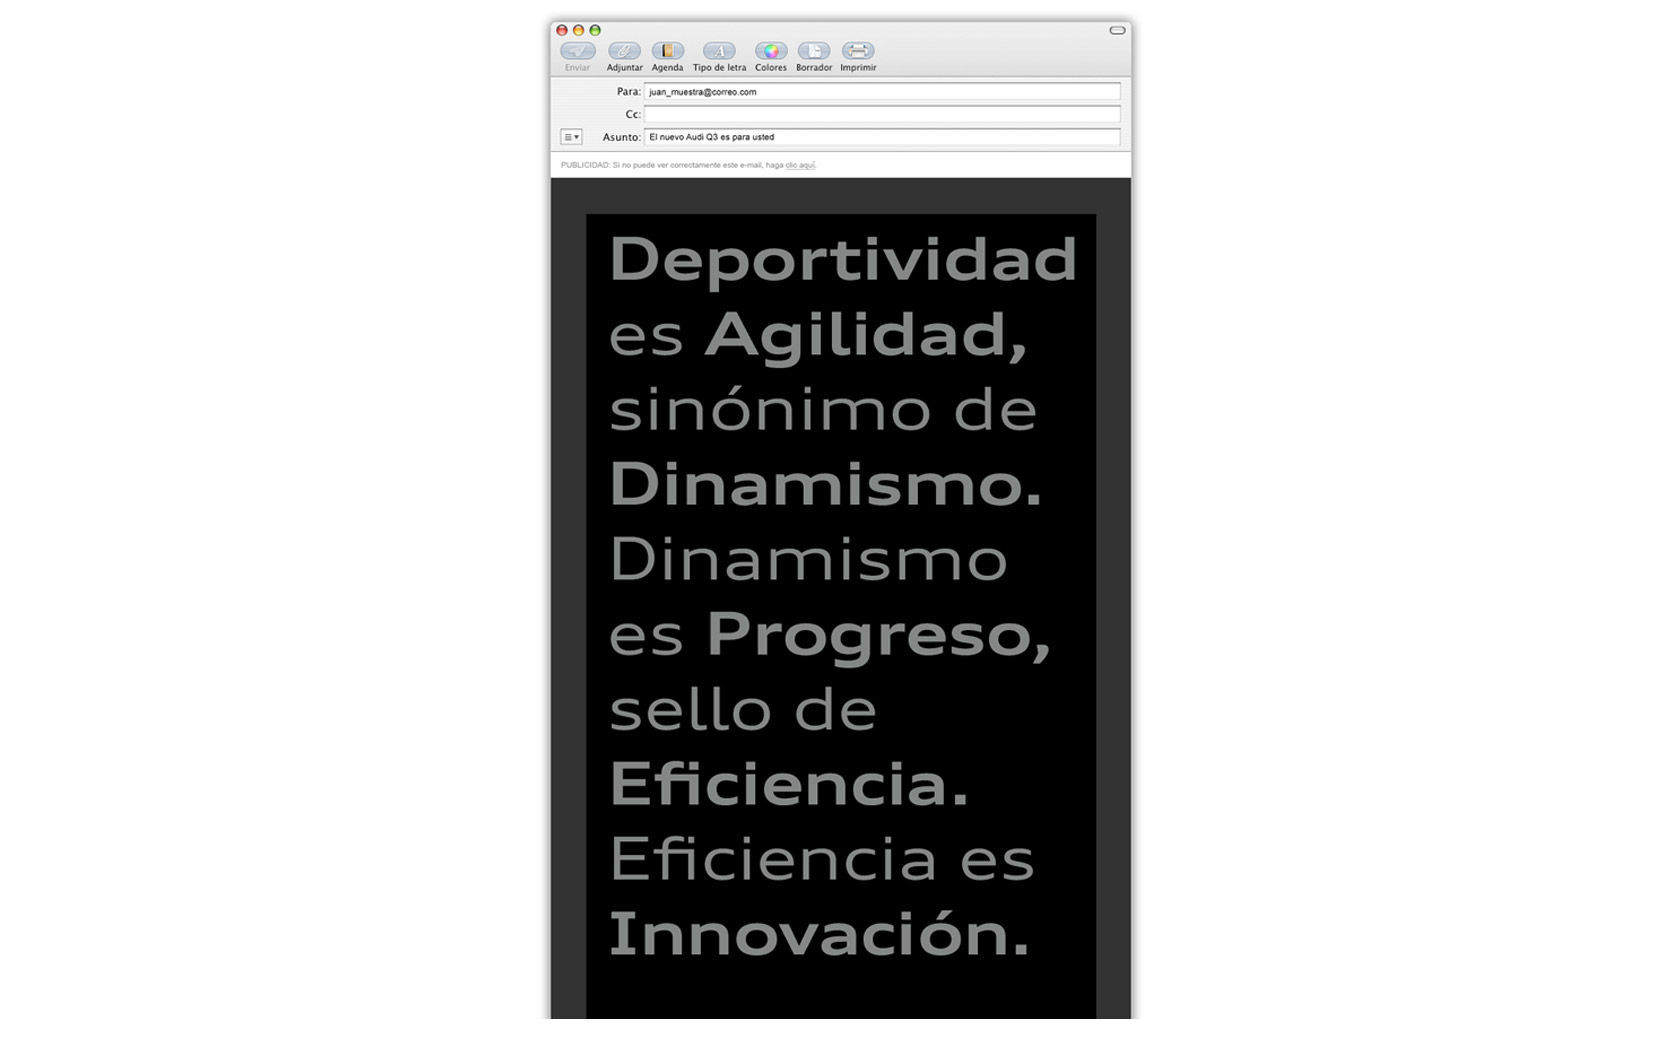 Enviar Adjuntar Agenda Tipo de letra Colores Borrador Imprimir
Para: juan_muestra@correo.com
Cc:
Asunto: El nuevo Audi Q3 es para usted
PUBLICIDAD: Si no puede ver correctamente este e-mail, haga clic aquí.
Deportividad
es Agilidad,
sinónimo de
Dinamismo.
Dinamismo
es Progreso,
sello de
Eficiencia.
Eficiencia es
Innovación.